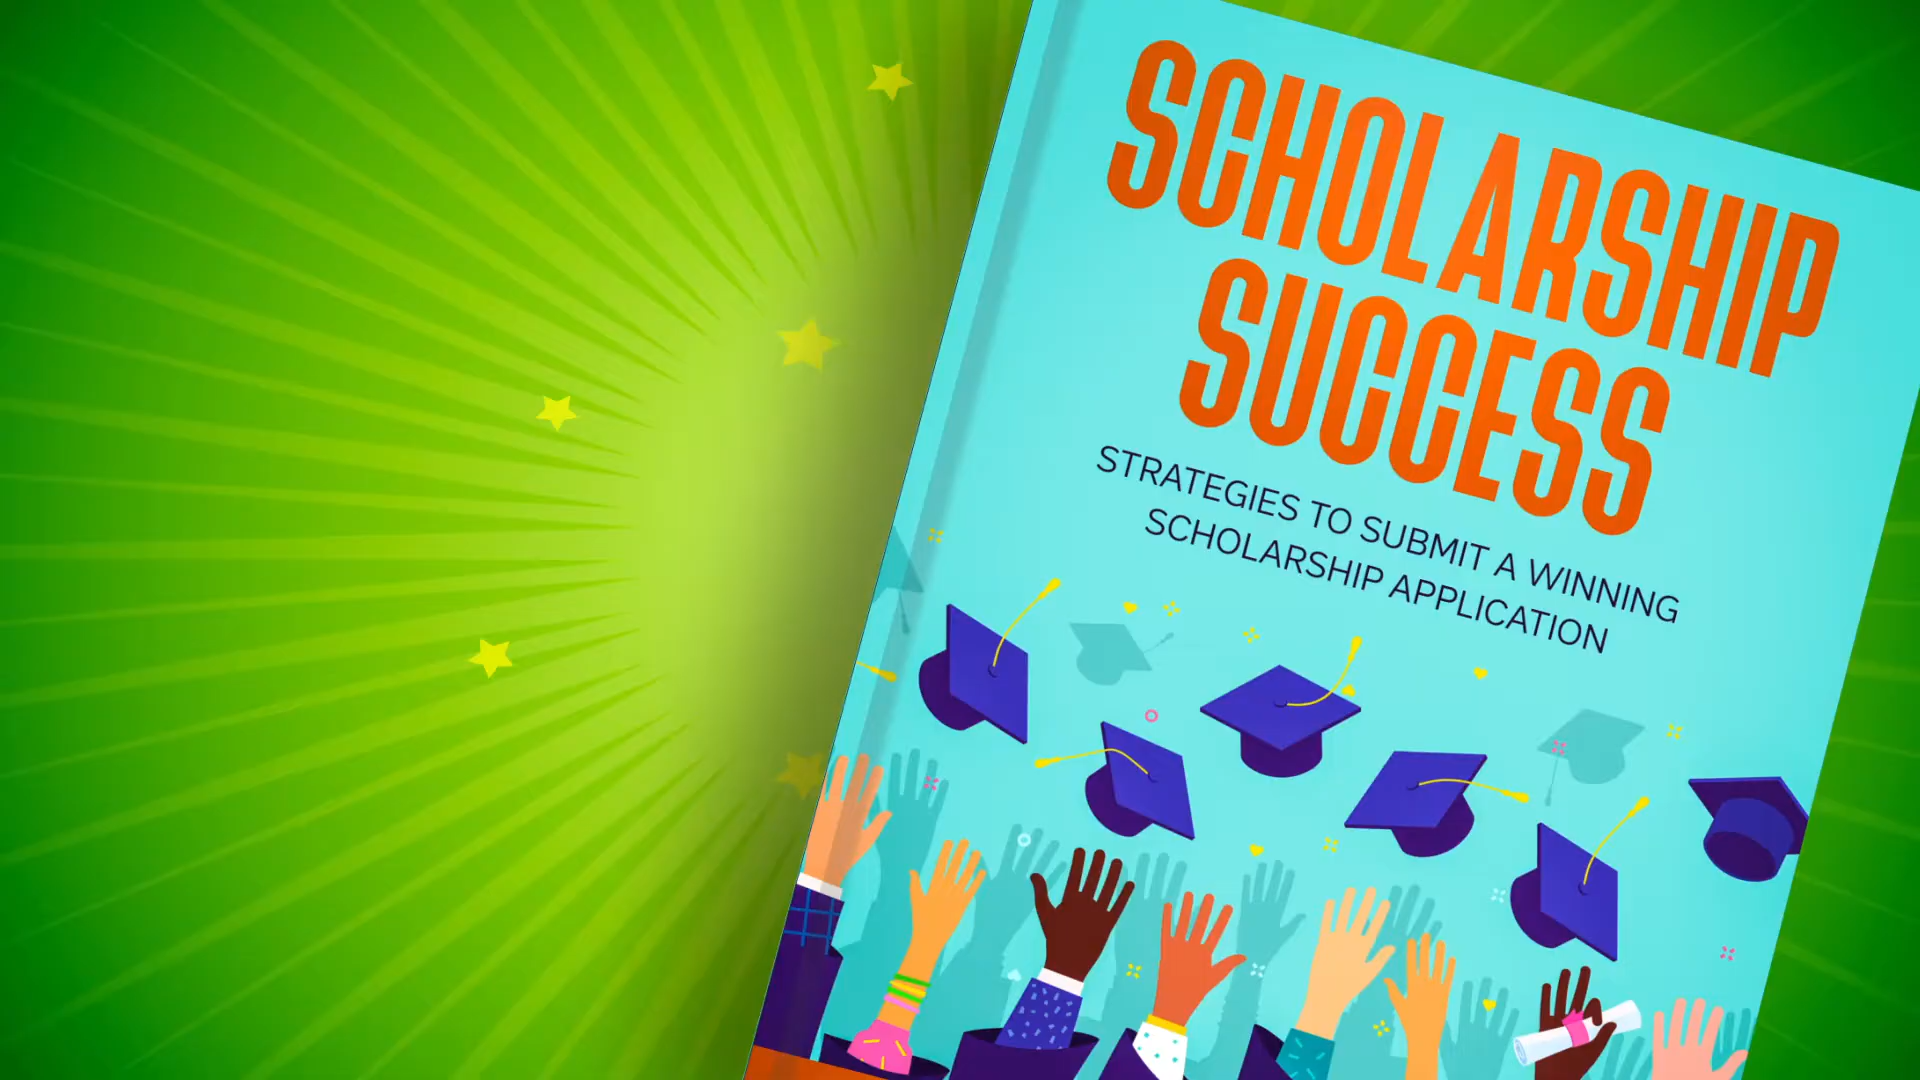 SCHOLARSHIP
SUCCESS
STRATEGIES TO SUBMIT A WINNING
SCHOLARSHIP APPLICATION